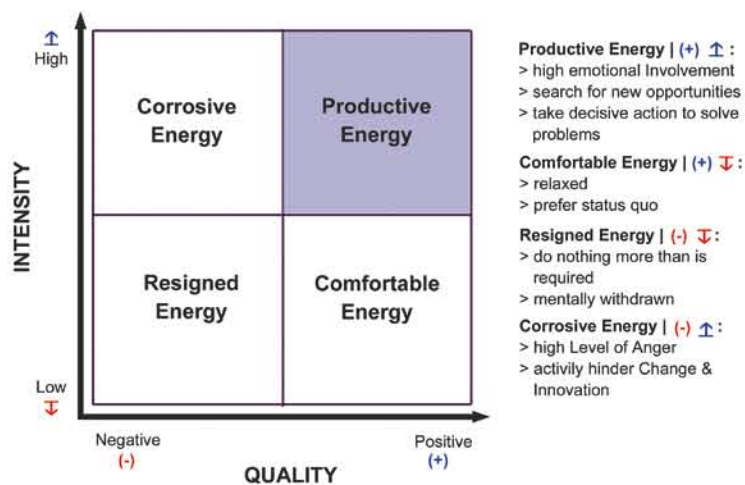 High
Corrosive
Energy
Productive
Energy
INTENSITY
Resigned
Energy
Comfortable
Energy
Low
Negative
(-)
Positive
(+)
QUALITY
Productive Energy | (+) ↥ :
> high emotional Involvement
> search for new opportunities
> take decisive action to solve
problems
Comfortable Energy | (+) ↧ :
> relaxed
> prefer status quo
Resigned Energy | (-) ↧ :
> do nothing more than is
required
> mentally withdrawn
Corrosive Energy | (-) ↥ :
> high Level of Anger
> activily hinder Change &
Innovation